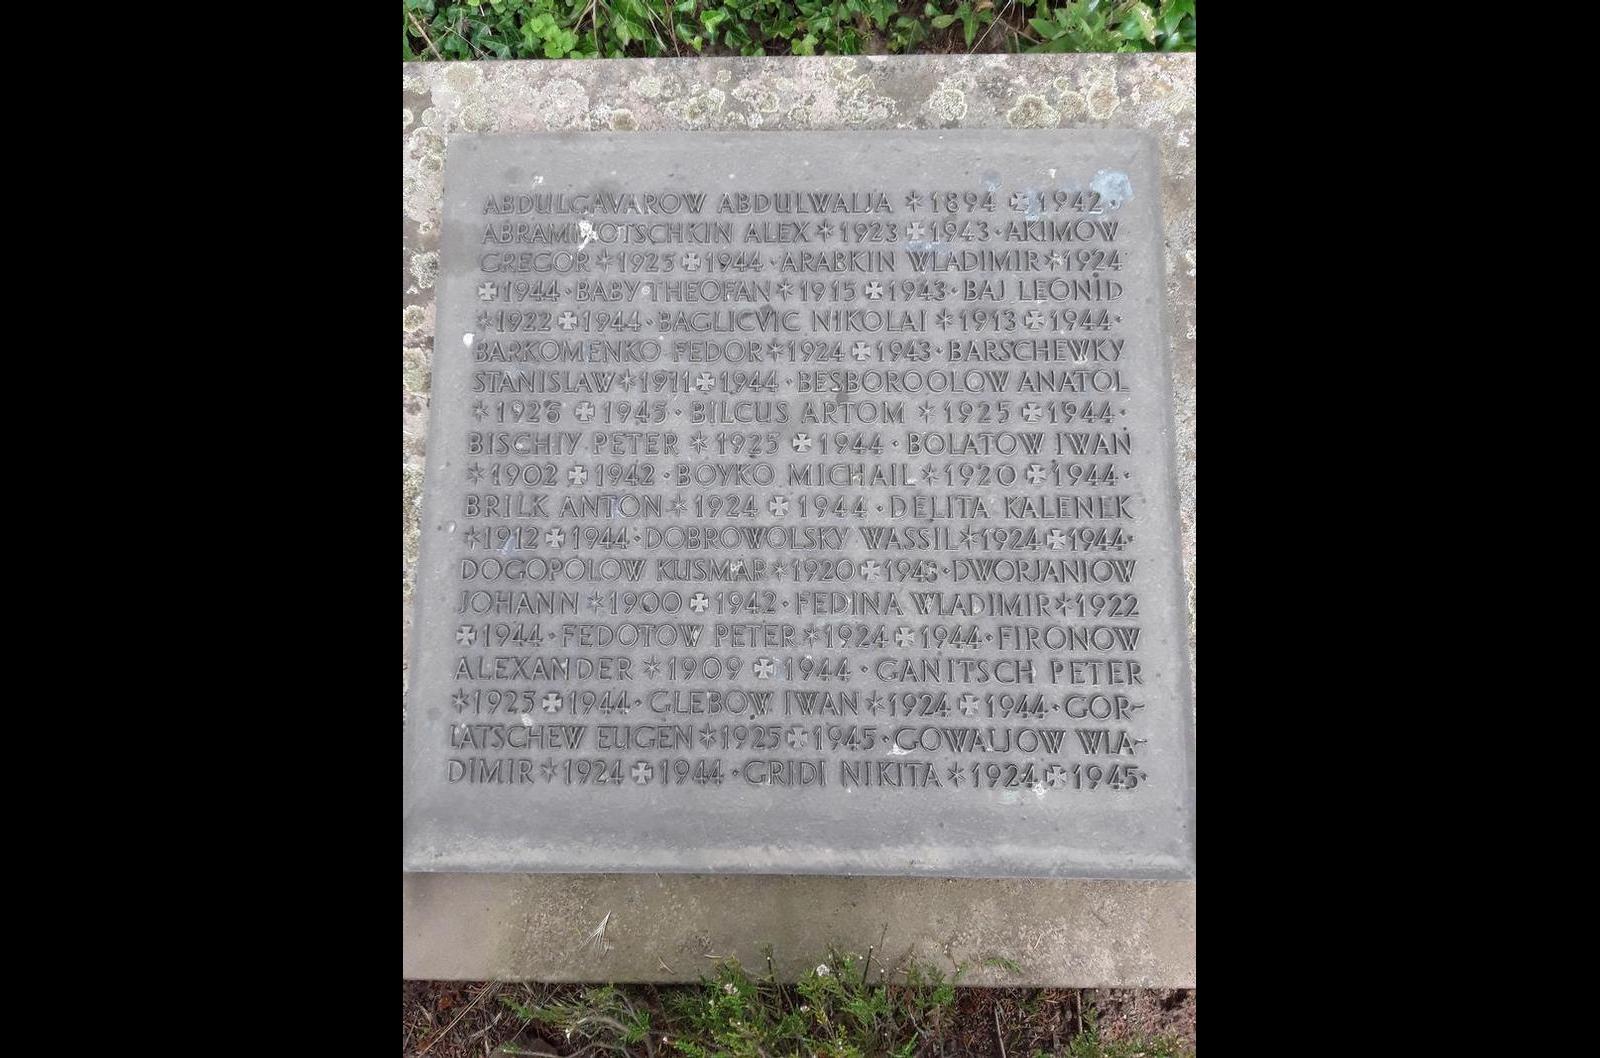 ABDULGAVAROW ABDULWALJA *1894 ✠ 1942·
OTSCHKIN ALEX *1923 ✠ 1943· AKIMOW
GREGOR *1925 ✠ 1944 · ARABKIN WLADIMIR *1924
✠ 1944 · BABY THEOFAN *1915 ✠ 1943· BAJ LEONID
*1922 ✠ 1944· BAGLICVIC NIKOLAI *1913 ✠ 1944·
BARKOMENKO FEDOR *1924 ✠ 1943· BARSCHEWKY
STANISLAW *1911 ✠ 1944 · BESBOROOLOW ANATOL
*1926 ✠ 1945· BILCUS ARTOM *1925 ✠ 1944·
BISCHIY PETER *1925 ✠ 1944 · BOLATOW IWAN
*1902 ✠ 1942 · BOYKO MICHAIL *1920 ✠ 1944·
BRILK ANTON *1924 ✠ 1944 · DELITA KALENEK
*1912 ✠ 1944· DOBROWOLSKY WASSIL *1924 ✠ 1944·
DOGOPOLOW KUSMAR *1920 ✠ 1943· DWORJANIOW
JOHANN *1900 ✠ 1942 · FEDINA WLADIMIR *1922
✠ 1944· FEDOTOW PETER *1924 ✠ 1944· FIRONOW
ALEXANDER *1909 ✠ 1944 · GANITSCH PETER
*1925 ✠ 1944· GLEBOW IWAN *1924 ✠ 1944· GOR-
LATSCHEW EUGEN *1925 ✠ 1945· GOWALJOW WLA-
DIMIR *1924 ✠ 1944 · GRIDI NIKITA *1924 ✠ 1945·